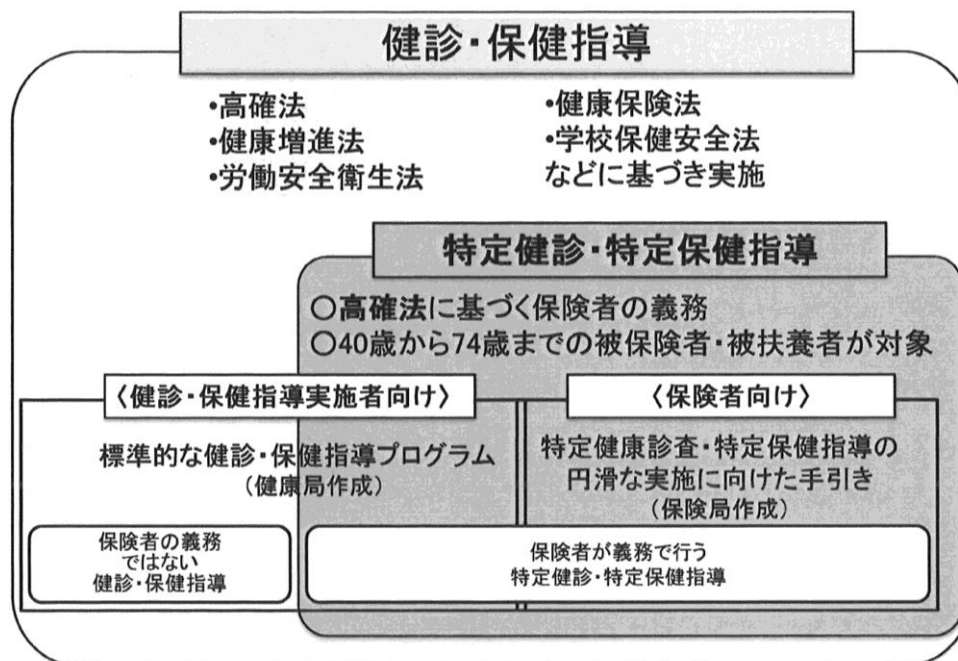 健診・保健指導
・高確法
・健康増進法
・労働安全衛生法
・健康保険法
・学校保健安全法
などに基づき実施
特定健診・特定保健指導
○高確法に基づく保険者の義務
○40歳から74歳までの被保険者・被扶養者が対象
〈健診・保健指導実施者向け〉
標準的な健診・保健指導プログラム
（健康局作成）
〈保険者向け〉
特定健康診査・特定保健指導の
円滑な実施に向けた手引き
（保険局作成）
保険者の義務
ではない
健診・保健指導
保険者が義務で行う
特定健診・特定保健指導